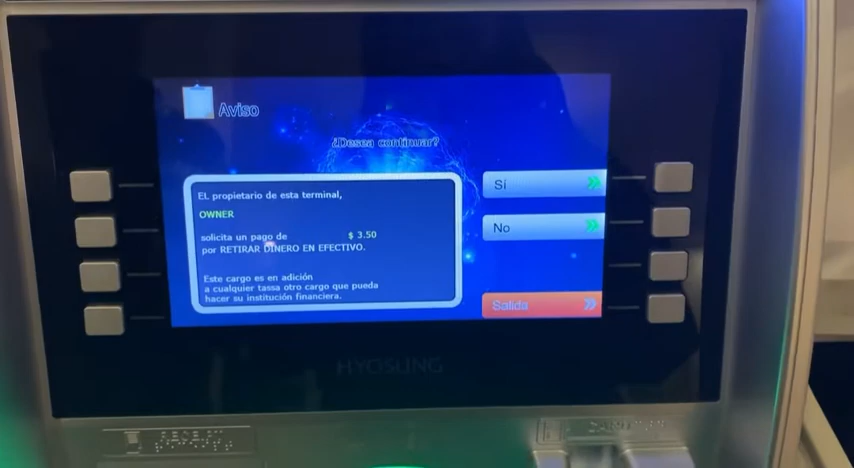 Aviso
¿Desea continuar?
EL propietario de esta terminal,
OWNER
solicita un pago de $ 3.50
por RETIRAR DINERO EN EFECTIVO.
Este cargo es en adición
a cualquier tassa otro cargo que pueda
hacer su institución financiera.
Sí
No
Salida
HYOSUNG